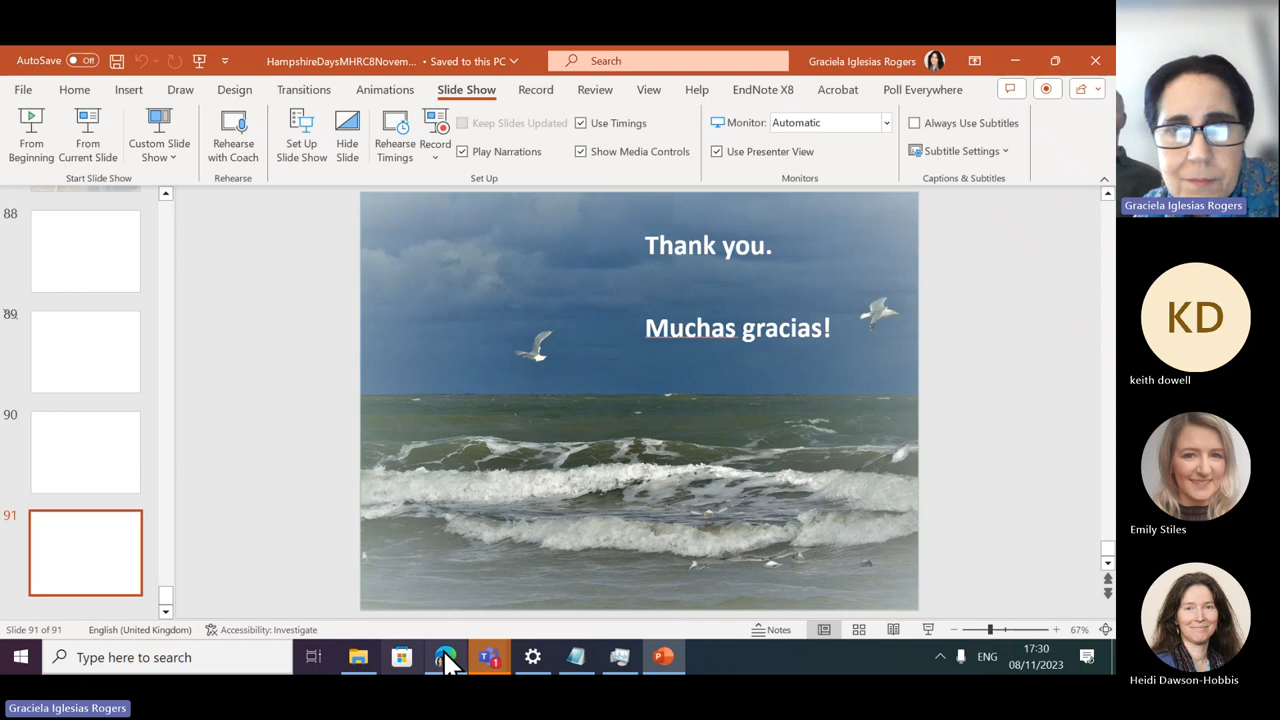 AutoSave Off
HampshireDaysMHRC8Novem... • Saved to this PC
Search
Graciela Iglesias Rogers
File Home Insert Draw Design Transitions Animations Slide Show Record Review View Help EndNote X8 Acrobat Poll Everywhere
From Beginning
From Current Slide
Custom Slide Show
Start Slide Show
Rehearse with Coach
Rehearse
Set Up Slide Show
Hide Slide
Rehearse Timings
Record
Keep Slides Updated
Use Timings
Play Narrations
Show Media Controls
Set Up
Monitor: Automatic
Use Presenter View
Monitors
Always Use Subtitles
Subtitle Settings
Captions & Subtitles
Graciela Iglesias Rogers
88
89
90
91
Thank you.
Muchas gracias!
KD
keith dowell
Emily Stiles
Heidi Dawson-Hobbis
Slide 91 of 91
English (United Kingdom)
Accessibility: Investigate
Notes
67%
Type here to search
1
ENG
17:30
08/11/2023
Graciela Iglesias Rogers